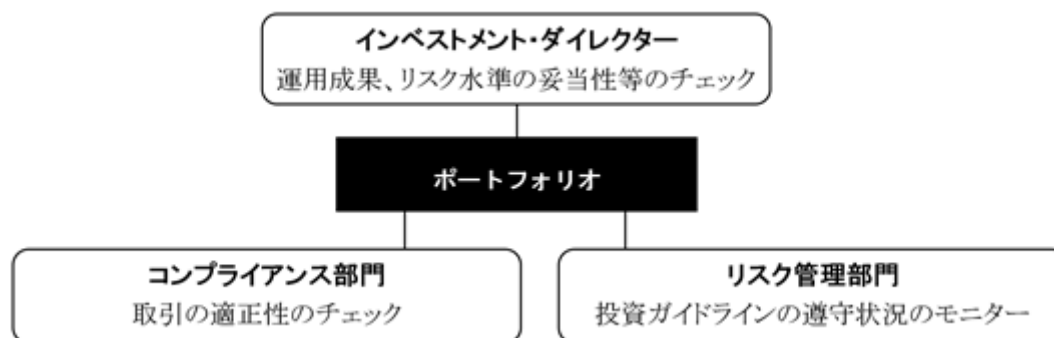 インベストメント・ダイレクター
運用成果、リスク水準の妥当性等のチェック
ポートフォリオ
コンプライアンス部門
取引の適正性のチェック
リスク管理部門
投資ガイドラインの遵守状況のモニター